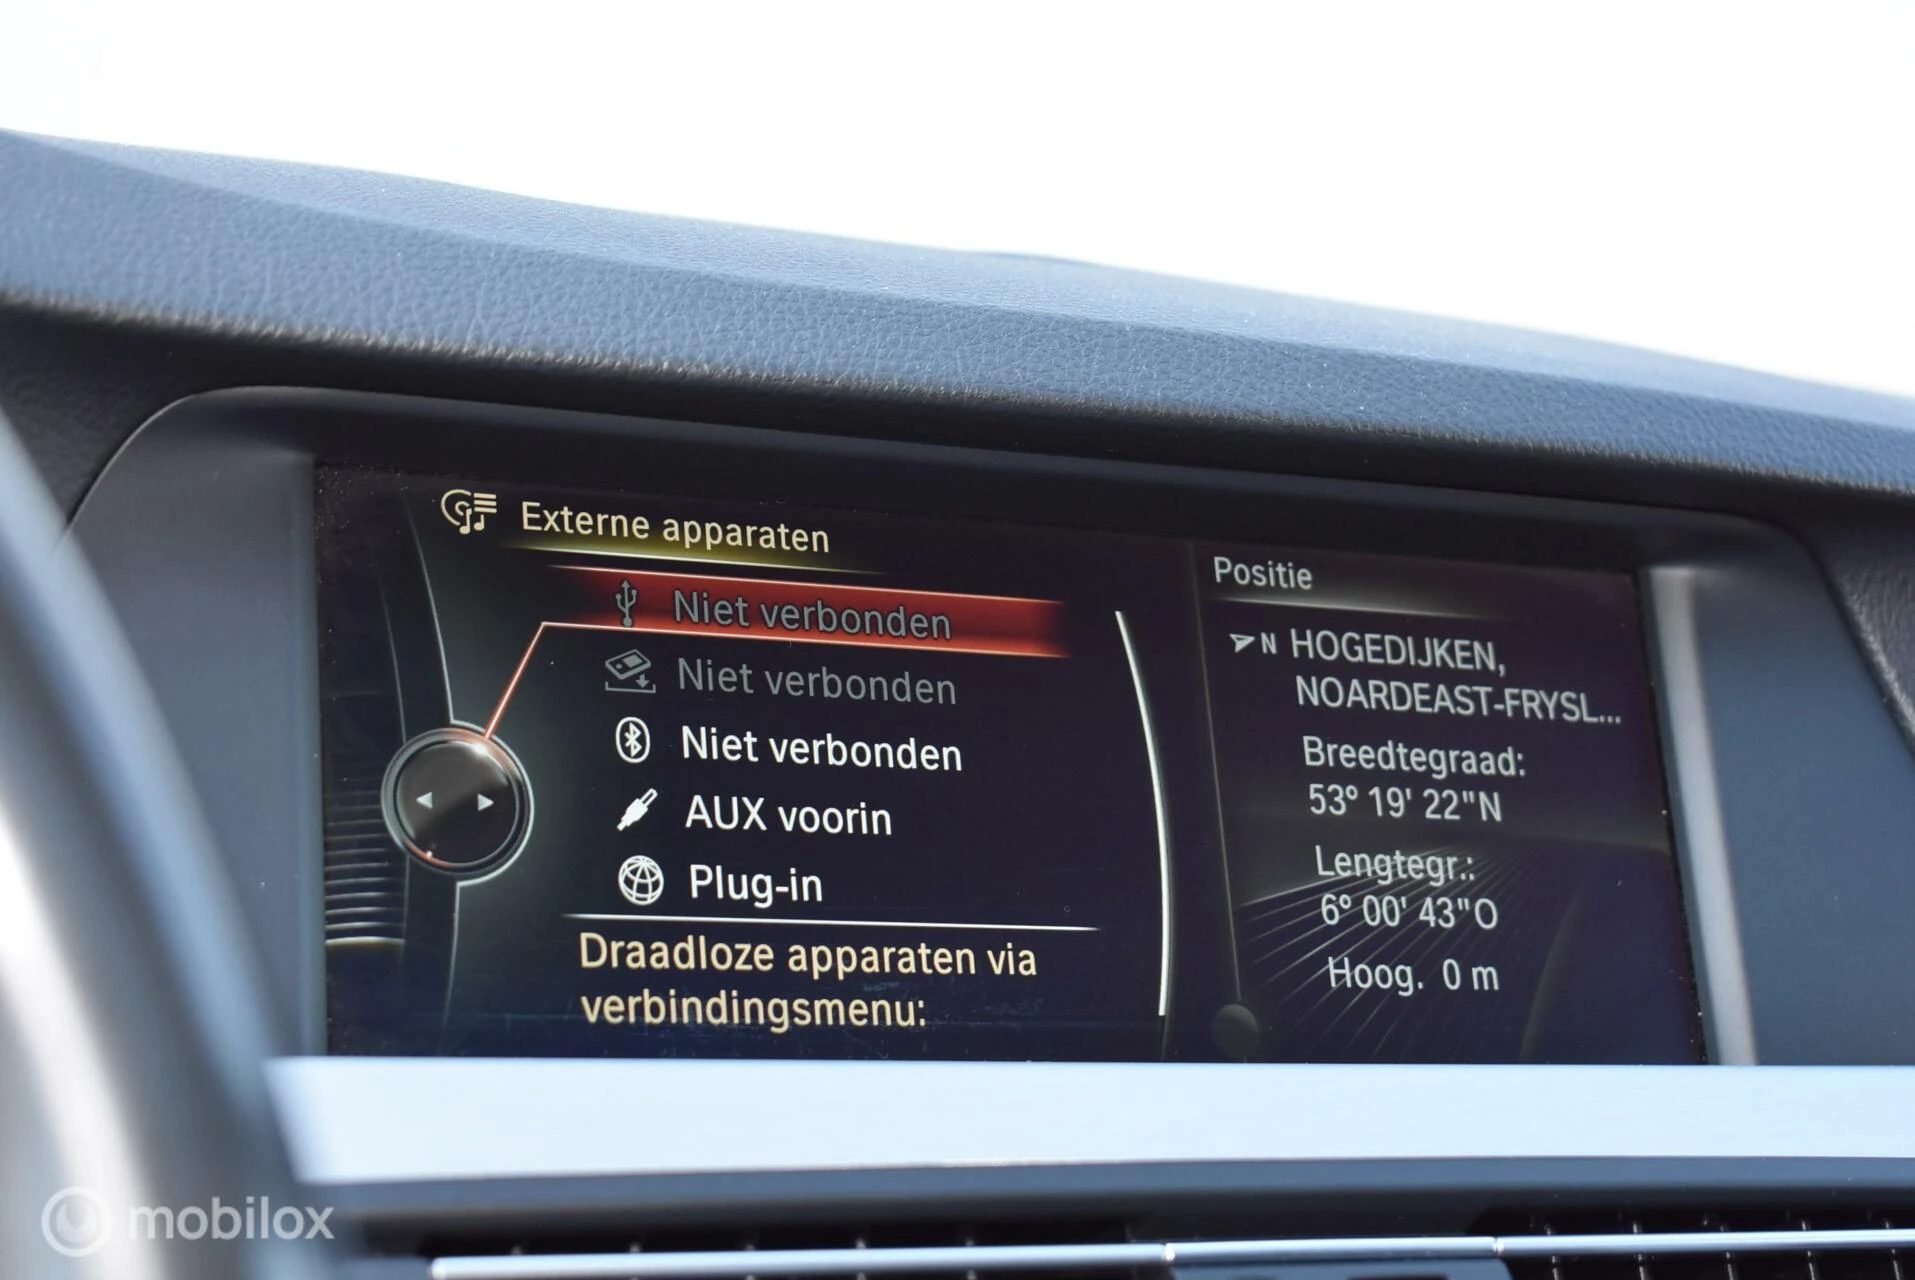 Externe apparaten
Niet verbonden
Niet verbonden
Niet verbonden
AUX voorin
Plug-in
Draadloze apparaten via
verbindingsmenu:
Positie
N HOGEDIJKEN,
NOARDEAST-FRYSL...
Breedtegraad:
53° 19' 22"N
Lengtegr.:
6° 00' 43"O
Hoog. 0 m
mobilox